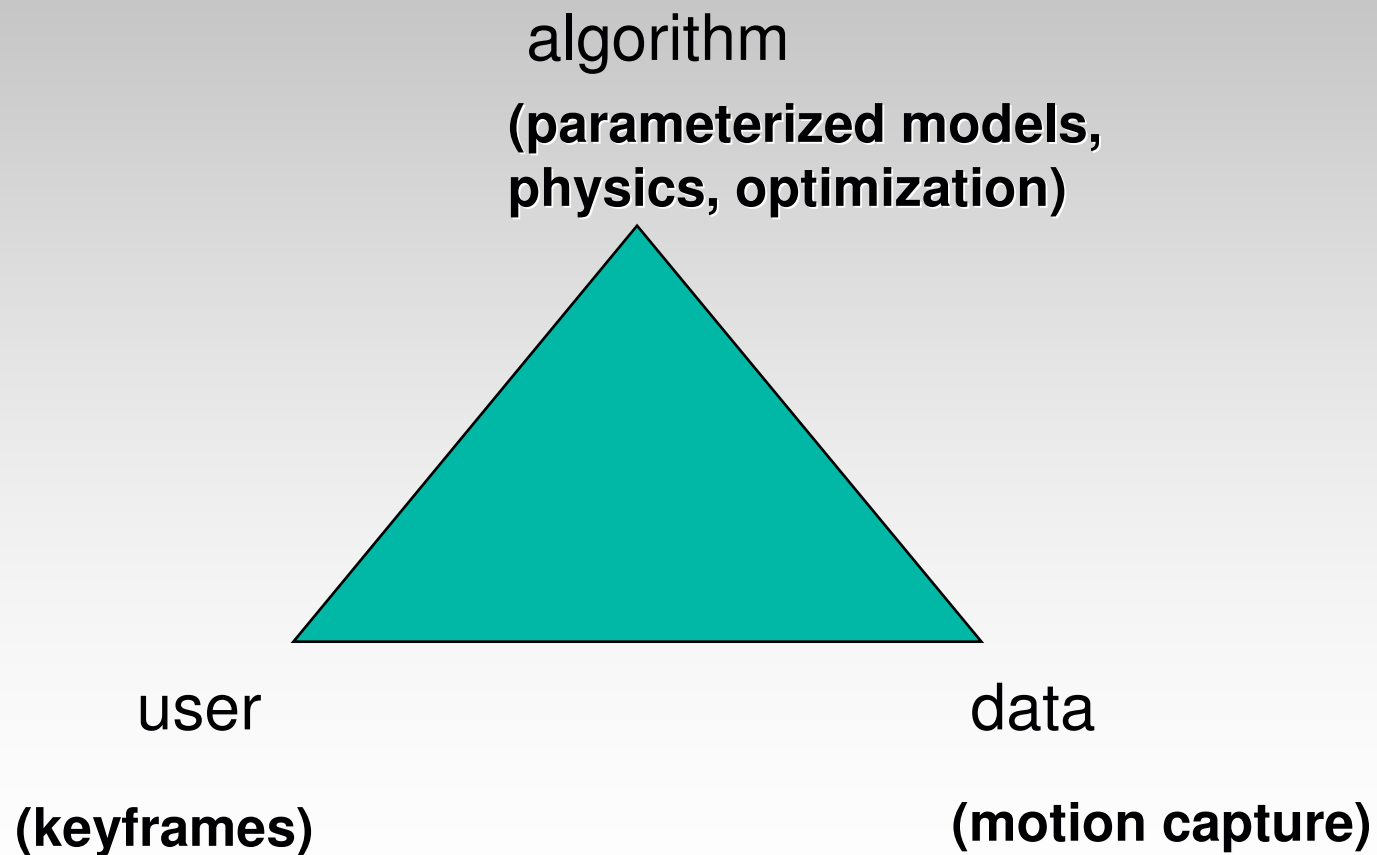 algorithm
(parameterized models,
physics, optimization)
user
data
(keyframes)
(motion capture)